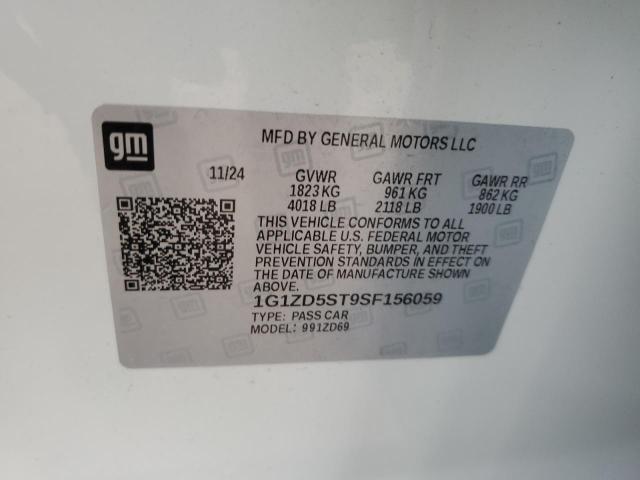 gm
MFD BY GENERAL MOTORS LLC
11/24 GVWR GAWR FRT GAWR RR
1823 KG 961 KG 862 KG
4018 LB 2118 LB 1900 LB
THIS VEHICLE CONFORMS TO ALL
APPLICABLE U.S. FEDERAL MOTOR
VEHICLE SAFETY, BUMPER, AND THEFT
PREVENTION STANDARDS IN EFFECT ON
THE DATE OF MANUFACTURE SHOWN
ABOVE.
1G1ZD5ST9SF156059
TYPE: PASS CAR
MODEL: 991ZD69